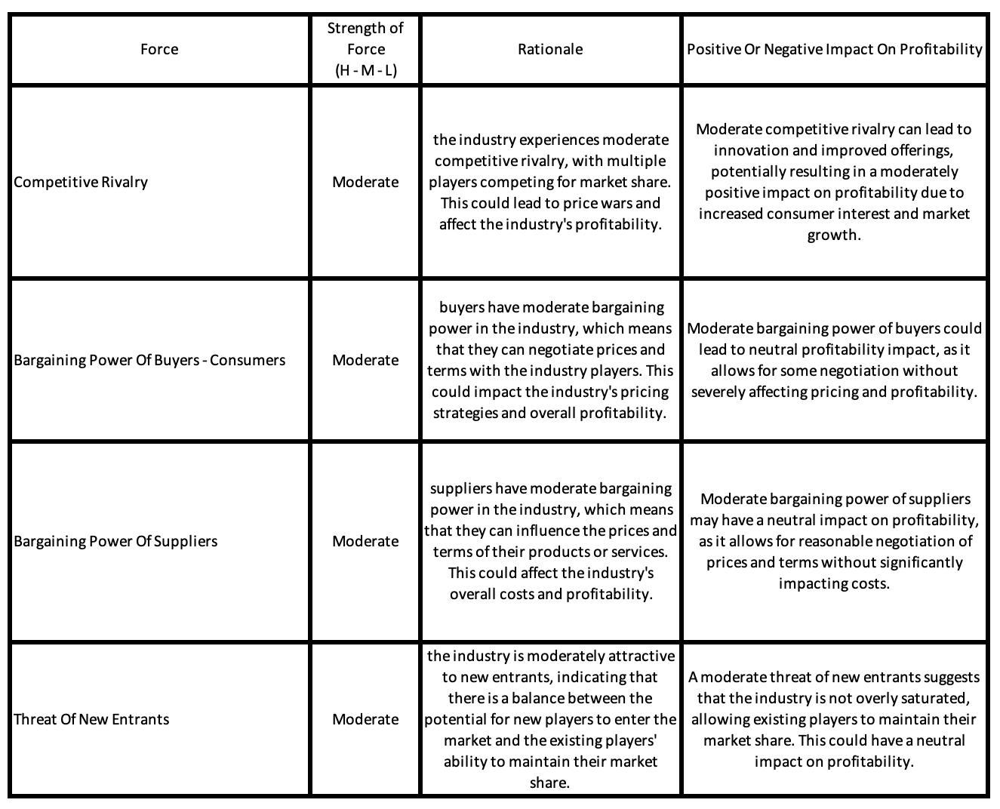 Force
Strength of
Force
(H - M - L)
Rationale
Positive Or Negative Impact On Profitability
Competitive Rivalry
Moderate
the industry experiences moderate
competitive rivalry, with multiple
players competing for market share.
This could lead to price wars and
affect the industry's profitability.
Moderate competitive rivalry can lead to
innovation and improved offerings,
potentially resulting in a moderately
positive impact on profitability due to
increased consumer interest and market
growth.
Bargaining Power Of Buyers - Consumers
Moderate
buyers have moderate bargaining
power in the industry, which means
that they can negotiate prices and
terms with the industry players. This
could impact the industry's pricing
strategies and overall profitability.
Moderate bargaining power of buyers could
lead to neutral profitability impact, as it
allows for some negotiation without
severely affecting pricing and profitability.
Bargaining Power Of Suppliers
Moderate
suppliers have moderate bargaining
power in the industry, which means
that they can influence the prices and
terms of their products or services.
This could affect the industry's
overall costs and profitability.
Moderate bargaining power of suppliers
may have a neutral impact on profitability,
as it allows for reasonable negotiation of
prices and terms without significantly
impacting costs.
Threat Of New Entrants
Moderate
the industry is moderately attractive
to new entrants, indicating that
there is a balance between the
potential for new players to enter the
market and the existing players'
ability to maintain their market
share.
A moderate threat of new entrants suggests
that the industry is not overly saturated,
allowing existing players to maintain their
market share. This could have a neutral
impact on profitability.